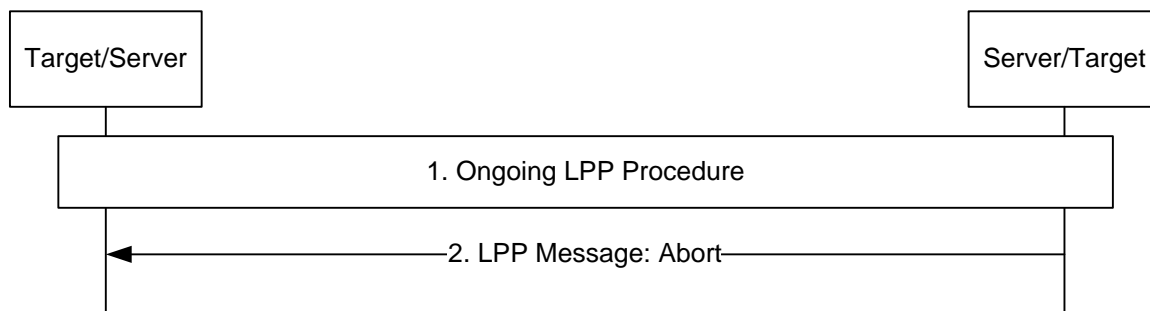 Target/Server
Server/Target
1. Ongoing LPP Procedure
2. LPP Message: Abort